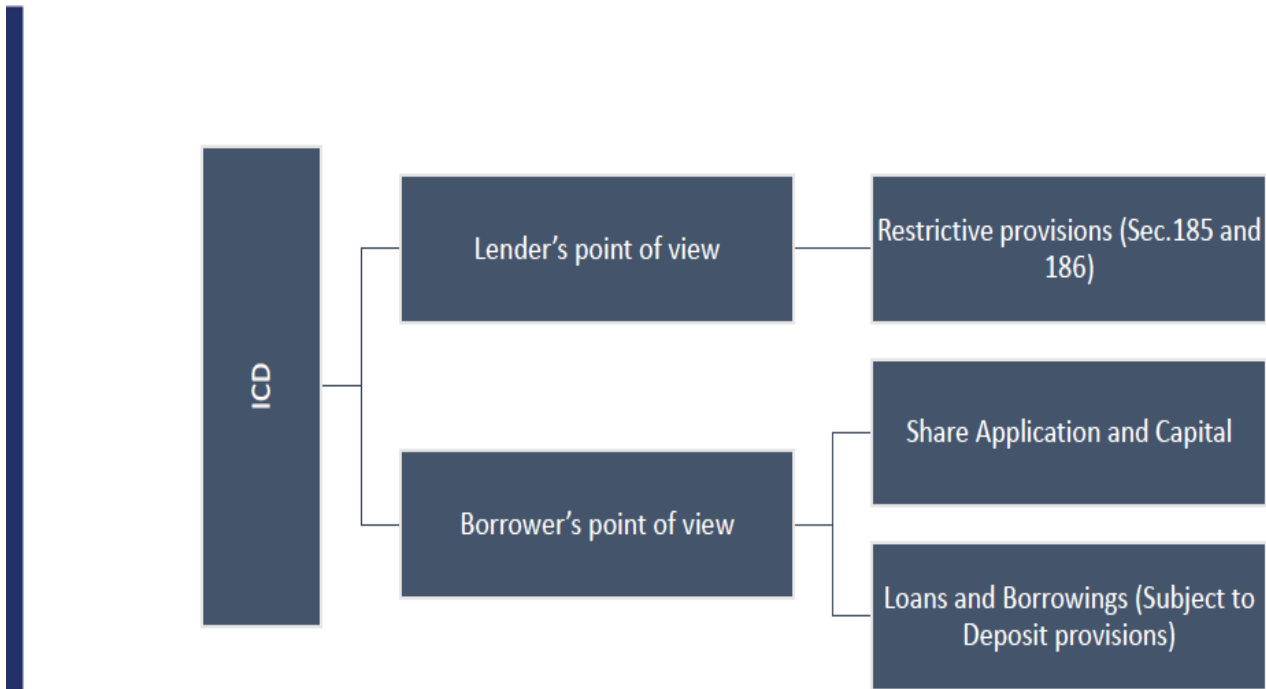 ICD
Lender’s point of view
Restrictive provisions (Sec.185 and
186)
Borrower’s point of view
Share Application and Capital
Loans and Borrowings (Subject to
Deposit provisions)